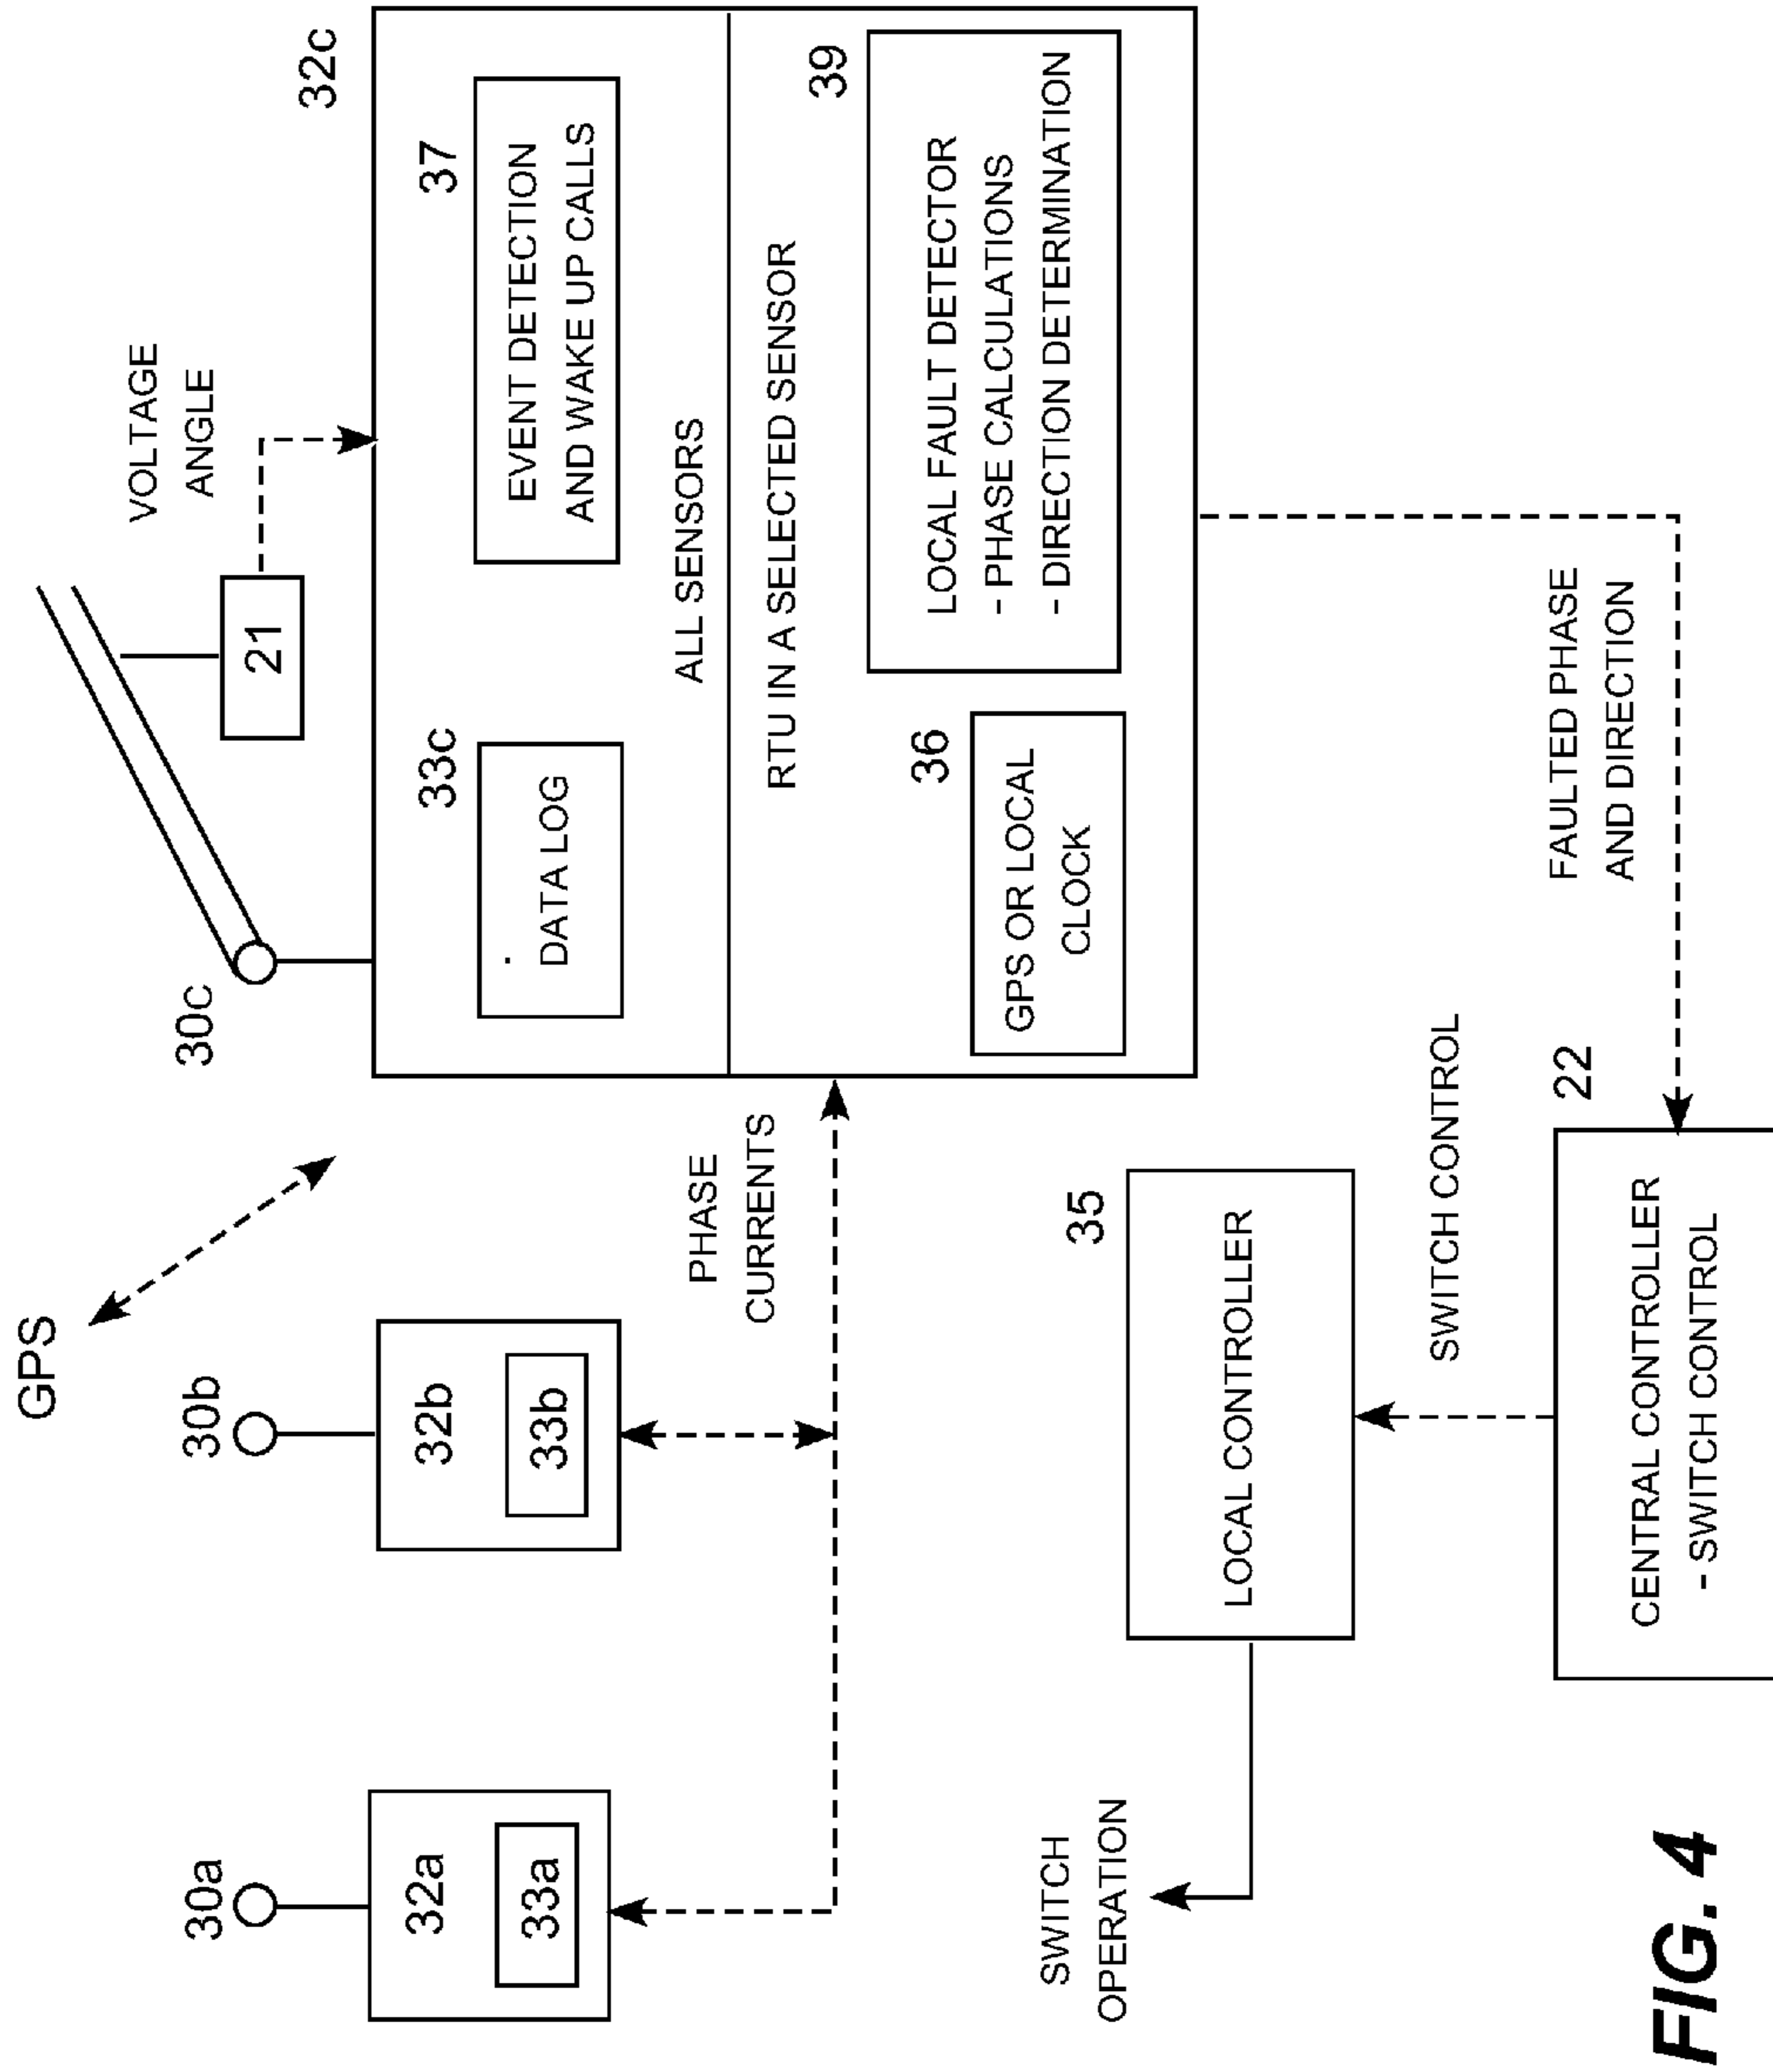 GPS
30a
32a
33a
30b
32b
33b
30c
21
VOLTAGE
ANGLE
32c
33c
DATA LOG
37
EVENT DETECTION
AND WAKE UP CALLS
ALL SENSORS
RTU IN A SELECTED SENSOR
36
GPS OR LOCAL
CLOCK
39
LOCAL FAULT DETECTOR
- PHASE CALCULATIONS
- DIRECTION DETERMINATION
PHASE
CURRENTS
SWITCH
OPERATION
35
LOCAL CONTROLLER
SWITCH CONTROL
22
CENTRAL CONTROLLER
- SWITCH CONTROL
FAULTED PHASE
AND DIRECTION
FIG. 4